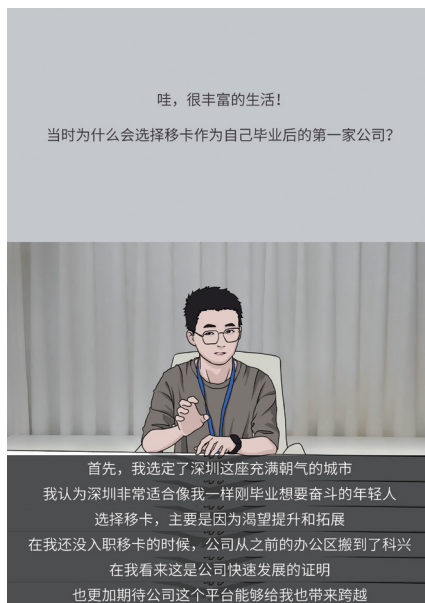 哇，很丰富的生活！
当时为什么会选择移卡作为自己毕业后的第一家公司？
首先，我选定了深圳这座充满朝气的城市
我认为深圳非常适合像我一样刚毕业想要奋斗的年轻人
选择移卡，主要是因为渴望提升和拓展
在我还没入职移卡的时候，公司从之前的办公区搬到了科兴
在我看来这是公司快速发展的证明
也更加期待公司这个平台能够给我也带来跨越